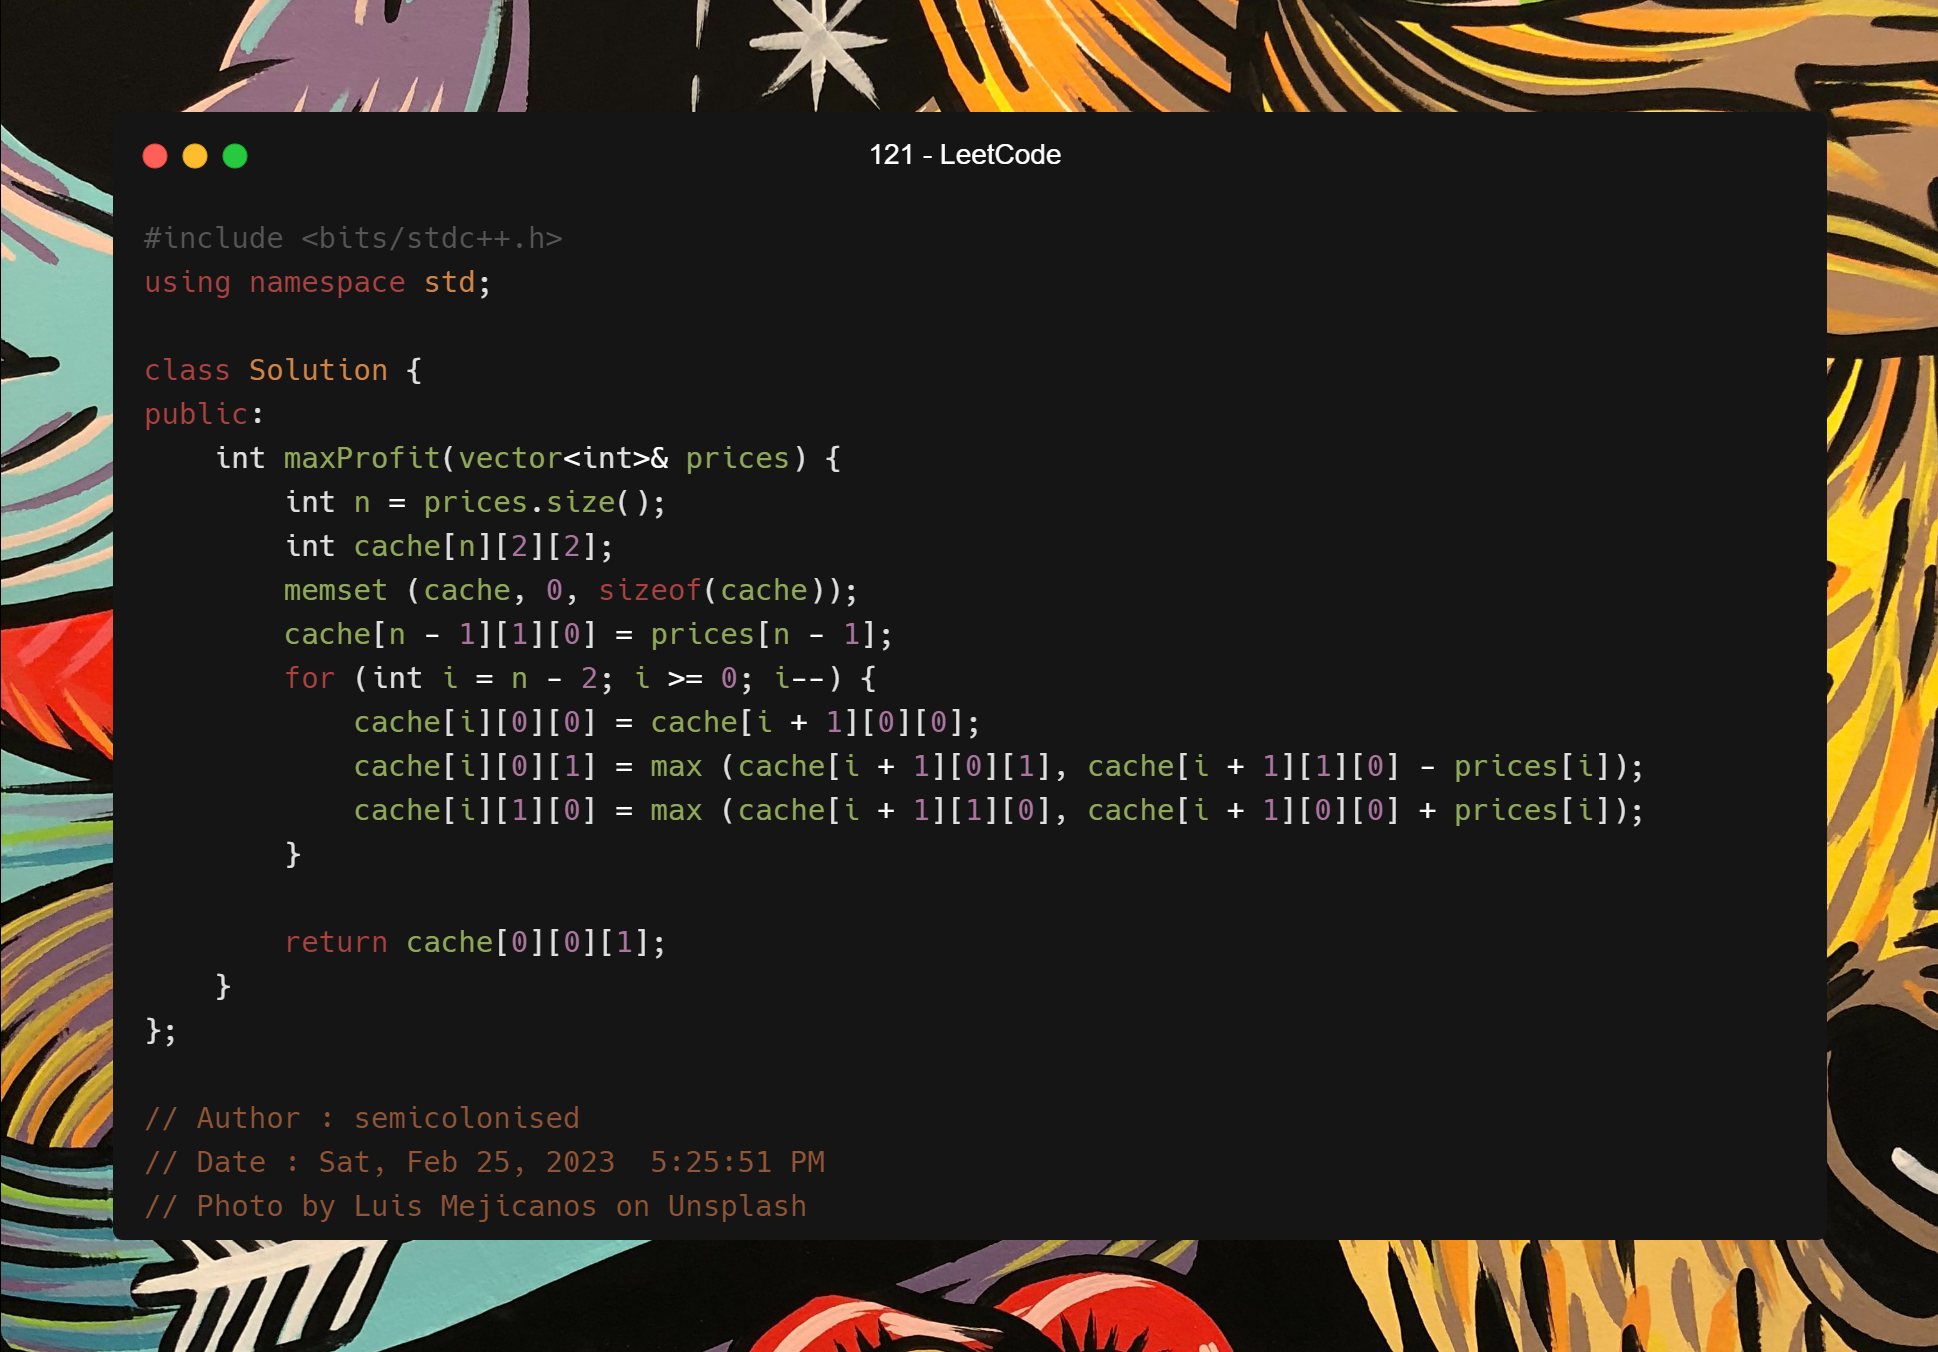 121 - LeetCode
#include <bits/stdc++.h>
using namespace std;
class Solution {
public:
    int maxProfit(vector<int>& prices) {
        int n = prices.size();
        int cache[n][2][2];
        memset (cache, 0, sizeof(cache));
        cache[n - 1][1][0] = prices[n - 1];
        for (int i = n - 2; i >= 0; i--) {
            cache[i][0][0] = cache[i + 1][0][0];
            cache[i][0][1] = max (cache[i + 1][0][1], cache[i + 1][1][0] - prices[i]);
            cache[i][1][0] = max (cache[i + 1][1][0], cache[i + 1][0][0] + prices[i]);
        }
        return cache[0][0][1];
    }
};
// Author : semicolonised
// Date : Sat, Feb 25, 2023  5:25:51 PM
// Photo by Luis Mejicanos on Unsplash